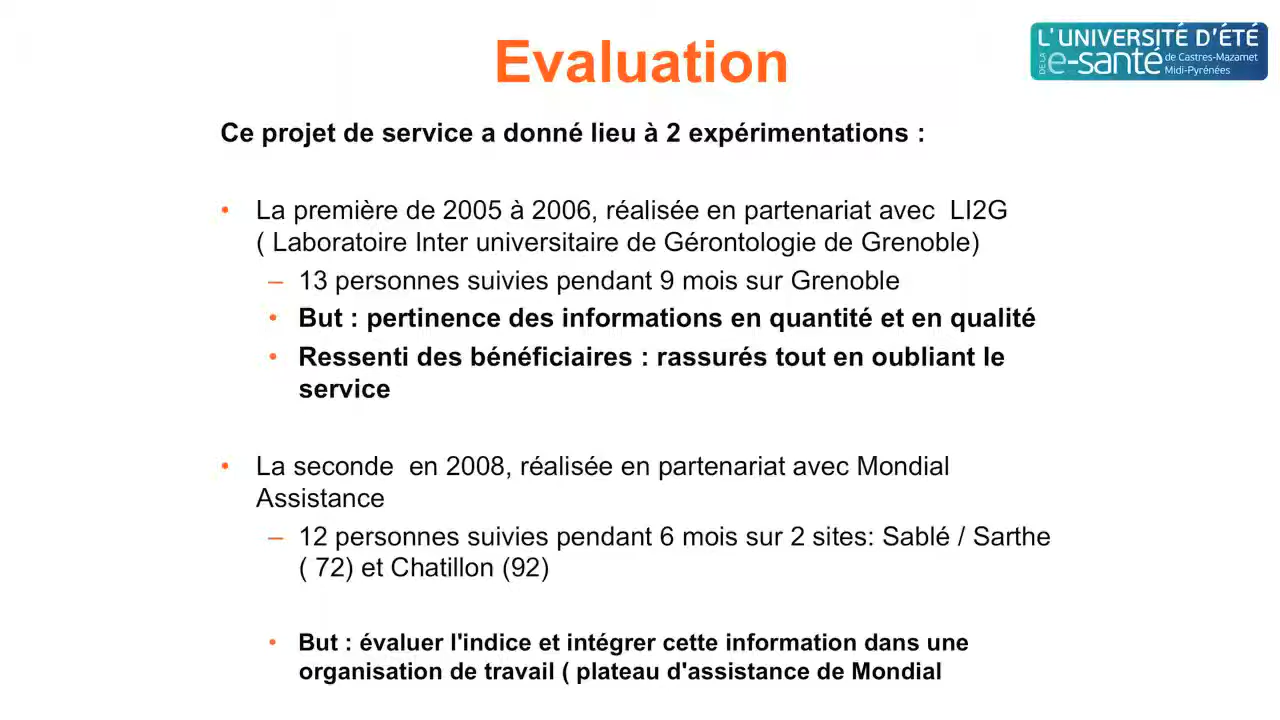 Evaluation
L'UNIVERSITÉ D'ÉTÉ
DE LA e-santé de Castres-Mazamet
Midi-Pyrénées
Ce projet de service a donné lieu à 2 expérimentations :
• La première de 2005 à 2006, réalisée en partenariat avec LI2G
( Laboratoire Inter universitaire de Gérontologie de Grenoble)
– 13 personnes suivies pendant 9 mois sur Grenoble
• But : pertinence des informations en quantité et en qualité
• Ressenti des bénéficiaires : rassurés tout en oubliant le
service
• La seconde en 2008, réalisée en partenariat avec Mondial
Assistance
– 12 personnes suivies pendant 6 mois sur 2 sites: Sablé / Sarthe
( 72) et Chatillon (92)
• But : évaluer l'indice et intégrer cette information dans une
organisation de travail ( plateau d'assistance de Mondial